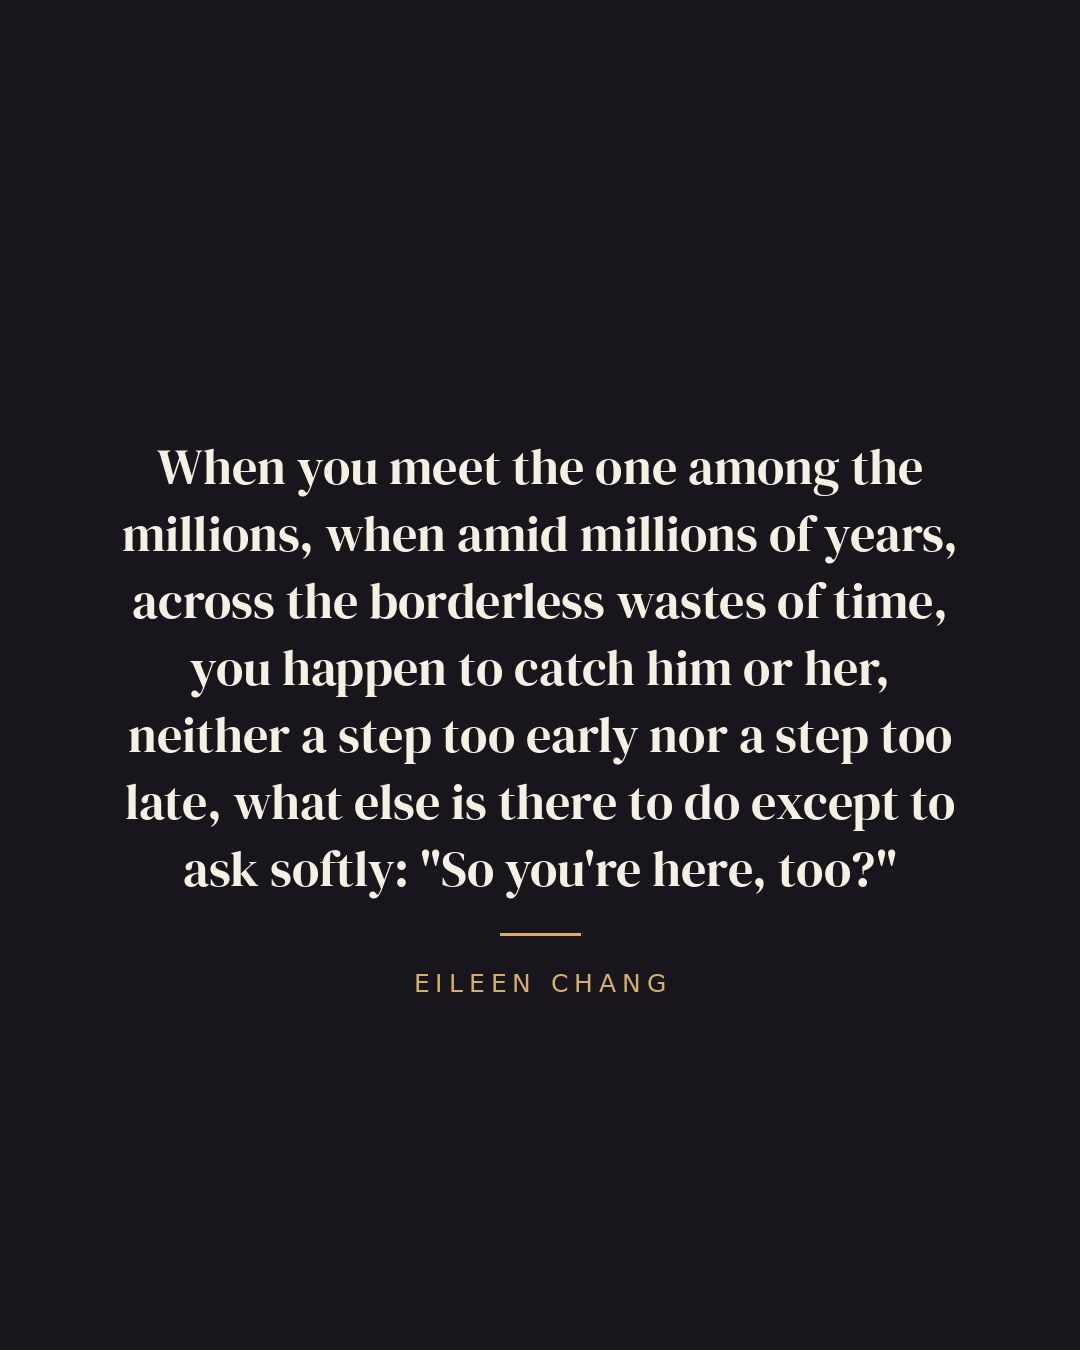 When you meet the one among the
millions, when amid millions of years,
across the borderless wastes of time,
you happen to catch him or her,
neither a step too early nor a step too
late, what else is there to do except to
ask softly: "So you're here, too?"
EILEEN CHANG